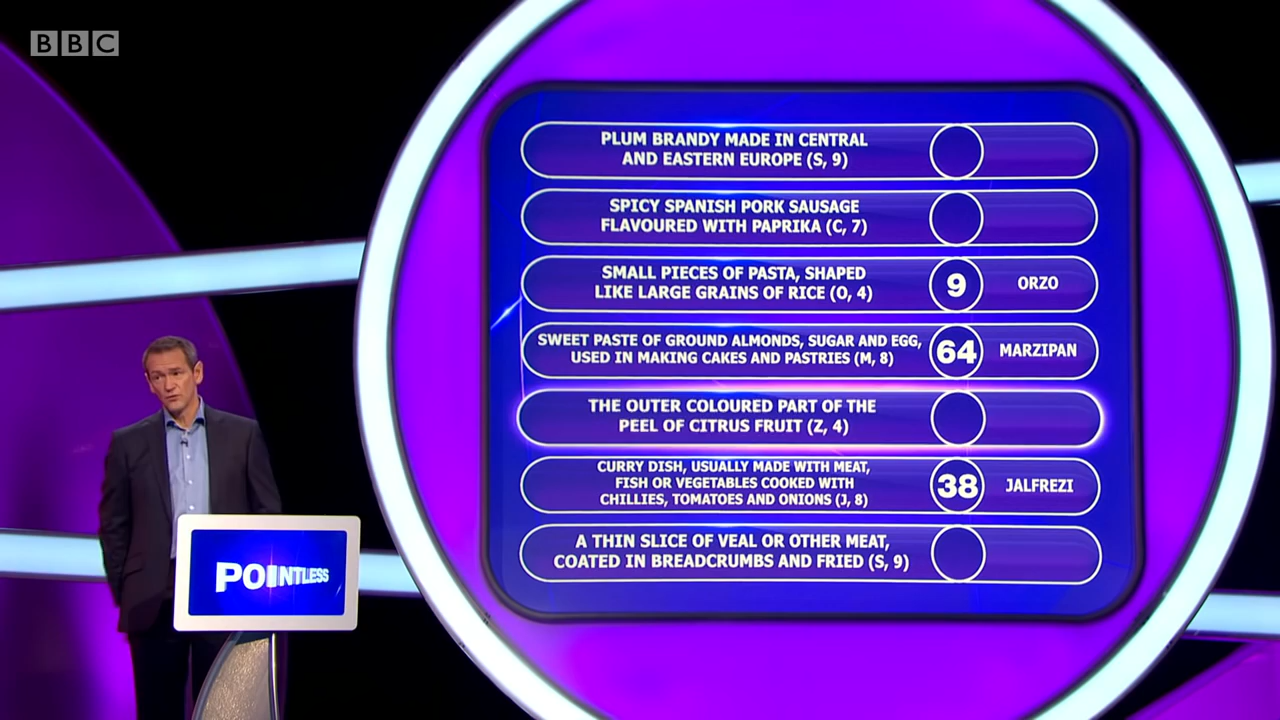 BBC
PLUM BRANDY MADE IN CENTRAL
AND EASTERN EUROPE (S, 9)
SPICY SPANISH PORK SAUSAGE
FLAVOURED WITH PAPRIKA (C, 7)
SMALL PIECES OF PASTA, SHAPED
LIKE LARGE GRAINS OF RICE (O, 4)
9
ORZO
SWEET PASTE OF GROUND ALMONDS, SUGAR AND EGG,
USED IN MAKING CAKES AND PASTRIES (M, 8)
64
MARZIPAN
THE OUTER COLOURED PART OF THE
PEEL OF CITRUS FRUIT (Z, 4)
CURRY DISH, USUALLY MADE WITH MEAT,
FISH OR VEGETABLES COOKED WITH
CHILLIES, TOMATOES AND ONIONS (J, 8)
38
JALFREZI
A THIN SLICE OF VEAL OR OTHER MEAT,
COATED IN BREADCRUMBS AND FRIED (S, 9)
POINTLESS